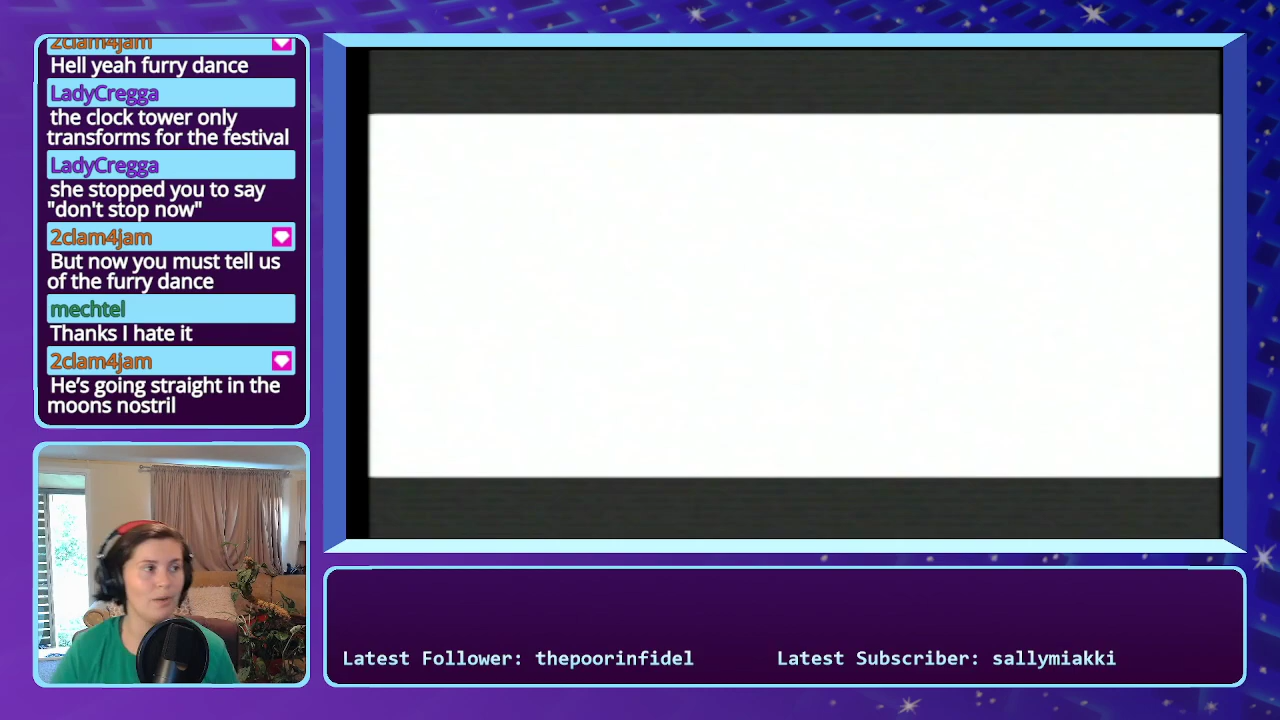 2clam4jam
Hell yeah furry dance
LadyCregga
the clock tower only
transforms for the festival
LadyCregga
she stopped you to say
"don't stop now"
2clam4jam
But now you must tell us
of the furry dance
mechtel
Thanks I hate it
2clam4jam
He's going straight in the
moons nostril
Latest Follower: thepoorinfidel
Latest Subscriber: sallymiakki